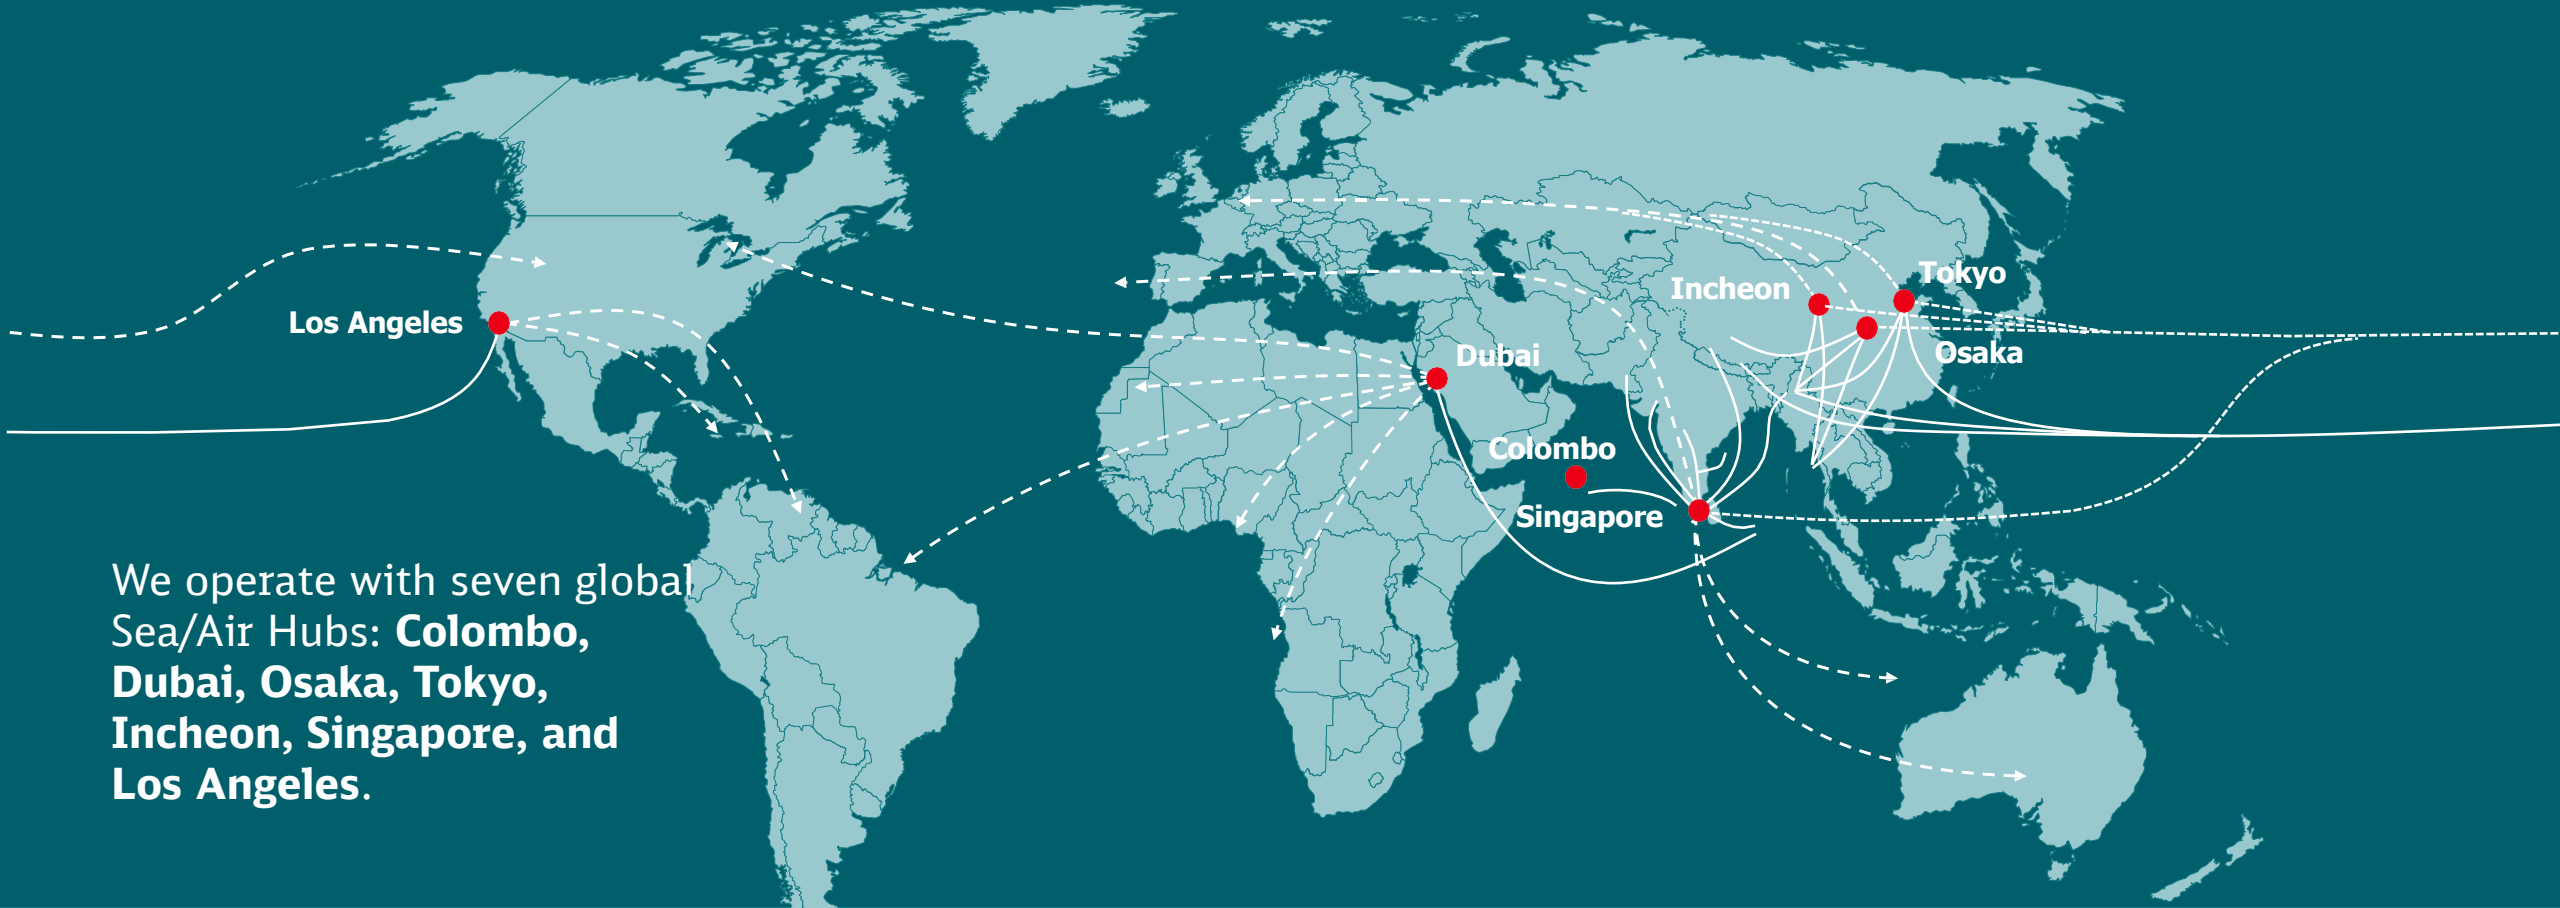 Tokyo
Incheon
Los Angeles
Osaka
Dubai
Colombo
Singapore
We operate with seven global
Sea/Air Hubs: Colombo,
Dubai, Osaka, Tokyo,
Incheon, Singapore, and
Los Angeles.